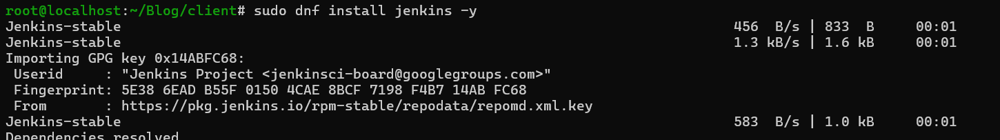 root@localhost:~/Blog/client# sudo dnf install jenkins -y
Jenkins-stable 456 B/s | 833 B 00:01
Jenkins-stable 1.3 kB/s | 1.6 kB 00:01
Importing GPG key 0x14ABFC68:
Userid : "Jenkins Project <jenkinsci-board@googlegroups.com>"
Fingerprint: 5E38 6EAD B55F 0150 4CAE 8BCF 7198 F4B7 14AB FC68
From : https://pkg.jenkins.io/rpm-stable/repodata/repomd.xml.key
Jenkins-stable 583 B/s | 1.0 kB 00:01
Dependencies resolved